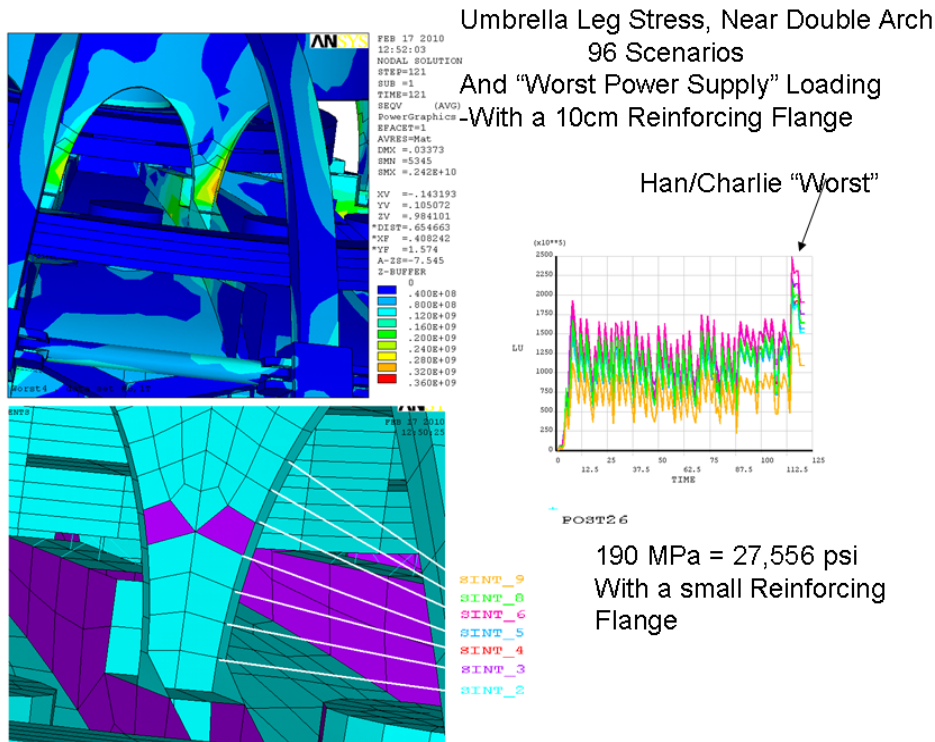 Umbrella Leg Stress, Near Double Arch
96 Scenarios
And “Worst Power Supply” Loading
-With a 10cm Reinforcing Flange
Han/Charlie “Worst”
ANSYS
FEB 17 2010
12:52:03
NODAL SOLUTION
STEP=121
SUB =1
TIME=121
SEQV (AVG)
PowerGraphics
EFACET=1
AVRES=Mat
DMX =.03373
SMN =5345
SMX =.242E+10
XV =-.143193
YV =.105072
ZV =.984101
*DIST=.654663
*XF =.408242
*YF =1.574
A-ZS=-7.545
Z-BUFFER
0
.400E+08
.800E+08
.120E+09
.160E+09
.200E+09
.240E+09
.280E+09
.320E+09
.360E+09
Worst4
(x10**5)
2500
2250
2000
1750
1500
1250
1000
750
500
250
0
LU
0 25 50 75 100 125
12.5 37.5 62.5 87.5 112.5
TIME
POST26
ENTS
FEB 17 2010
12:50:25
SINT_9
SINT_8
SINT_6
SINT_5
SINT_4
SINT_3
SINT_2
190 MPa = 27,556 psi
With a small Reinforcing
Flange